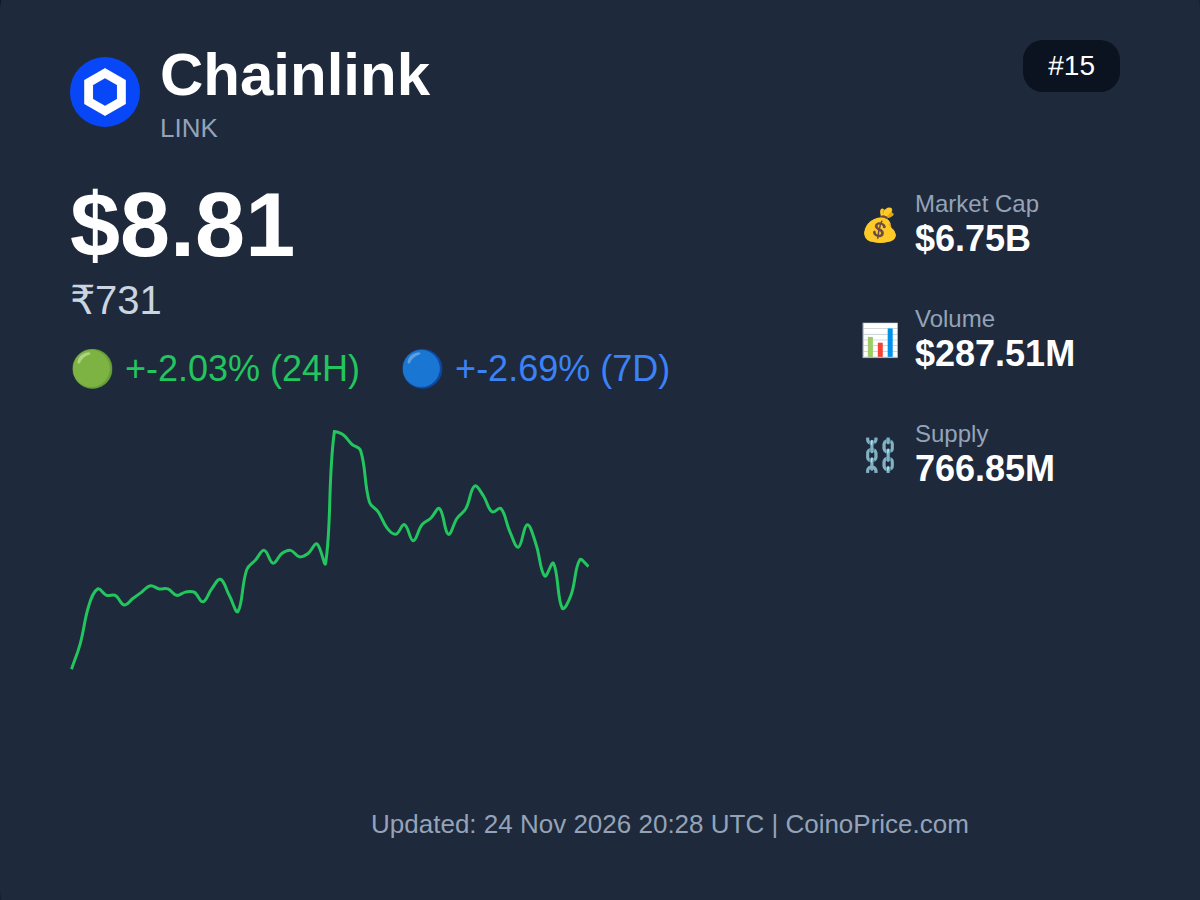 Chainlink
LINK
#15
$8.81
₹731
+-2.03% (24H)
+-2.69% (7D)
Market Cap
$6.75B
Volume
$287.51M
Supply
766.85M
Updated: 24 Nov 2026 20:28 UTC | CoinoPrice.com